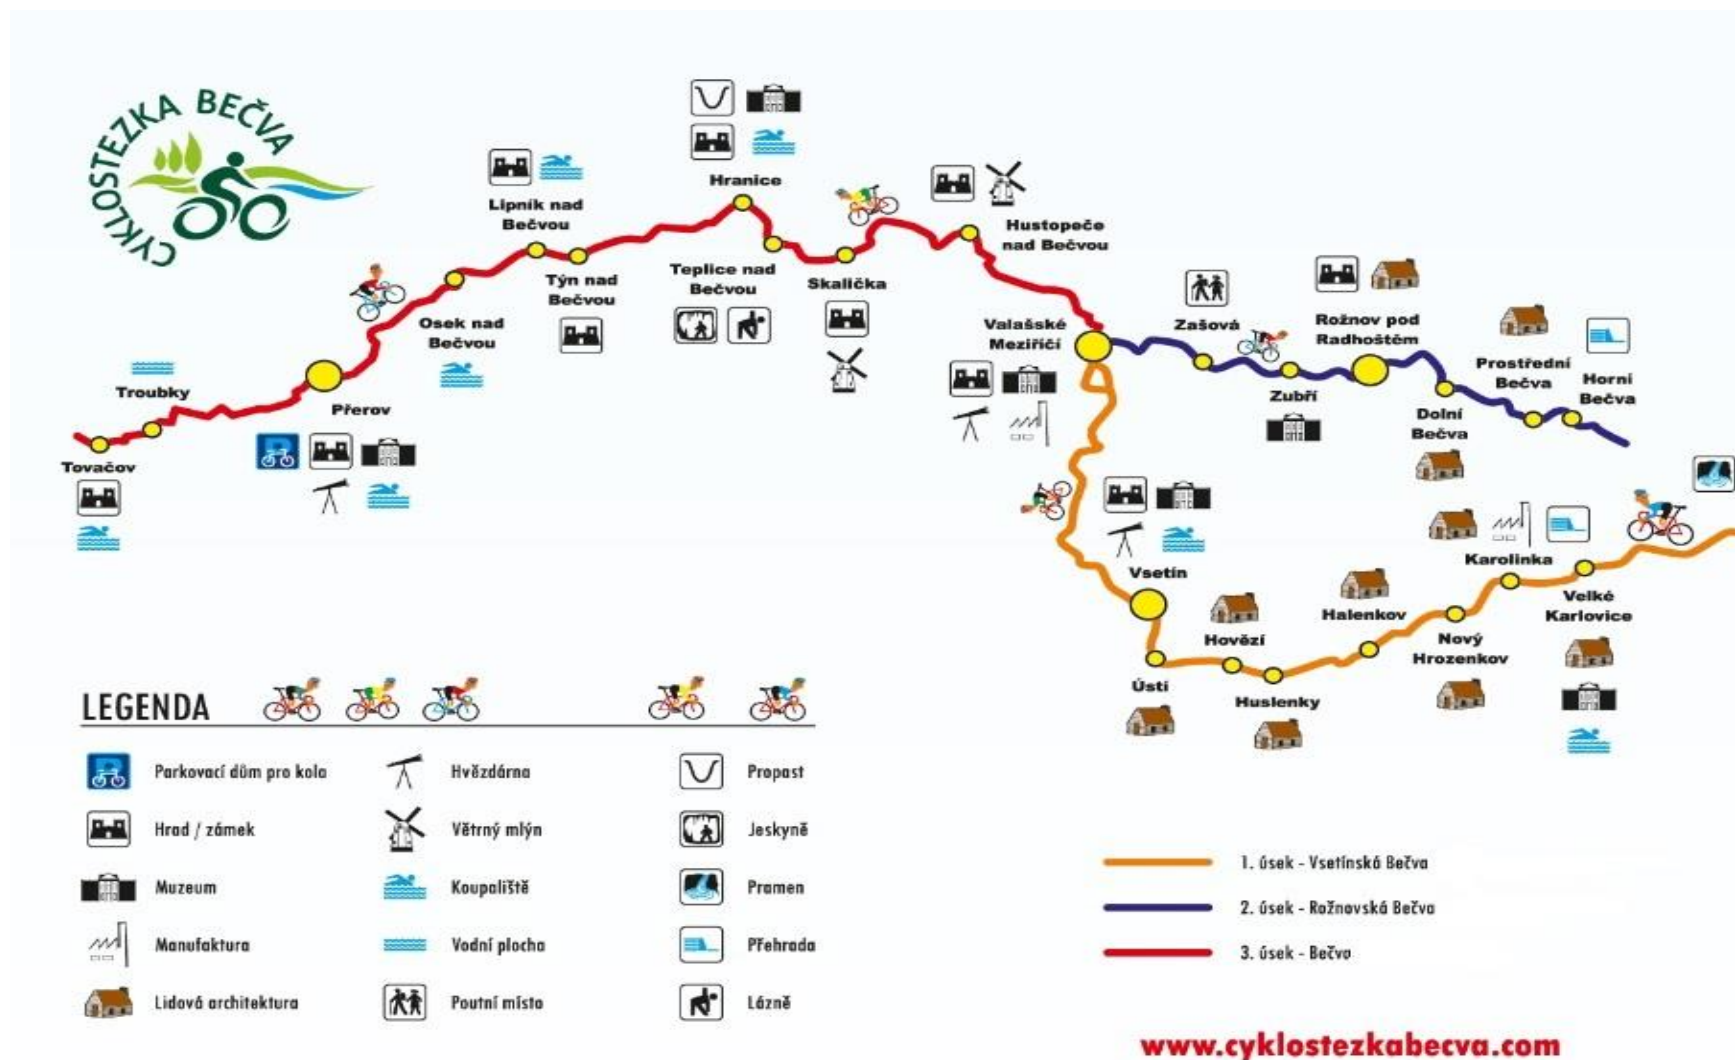 CYKLOSTEZKA BEČVA
Hranice
Lipník nad
Bečvou
Hustopeče
nad Bečvou
Týn nad
Bečvou
Teplice nad
Bečvou
Skalička
Osek nad
Bečvou
Valašské
Meziříčí
Zašová
Rožnov pod
Radhoštěm
Prostřední
Bečva
Horní
Bečva
Troubky
Přerov
Zubří
Dolní
Bečva
Tovačov
Vsetín
Karolinka
Velké
Karlovice
Halenkov
Hovězí
Nový
Hrozenkov
Ústí
Huslenky
LEGENDA
Parkovací dům pro kola
Hvězdárna
Propast
Hrad / zámek
Větrný mlýn
Jeskyně
Muzeum
Koupaliště
Pramen
Manufaktura
Vodní plocha
Přehrada
Lidová architektura
Poutní místo
Lázně
1. úsek - Vsetínská Bečva
2. úsek - Rožnovská Bečva
3. úsek - Bečva
www.cyklostezkabecva.com